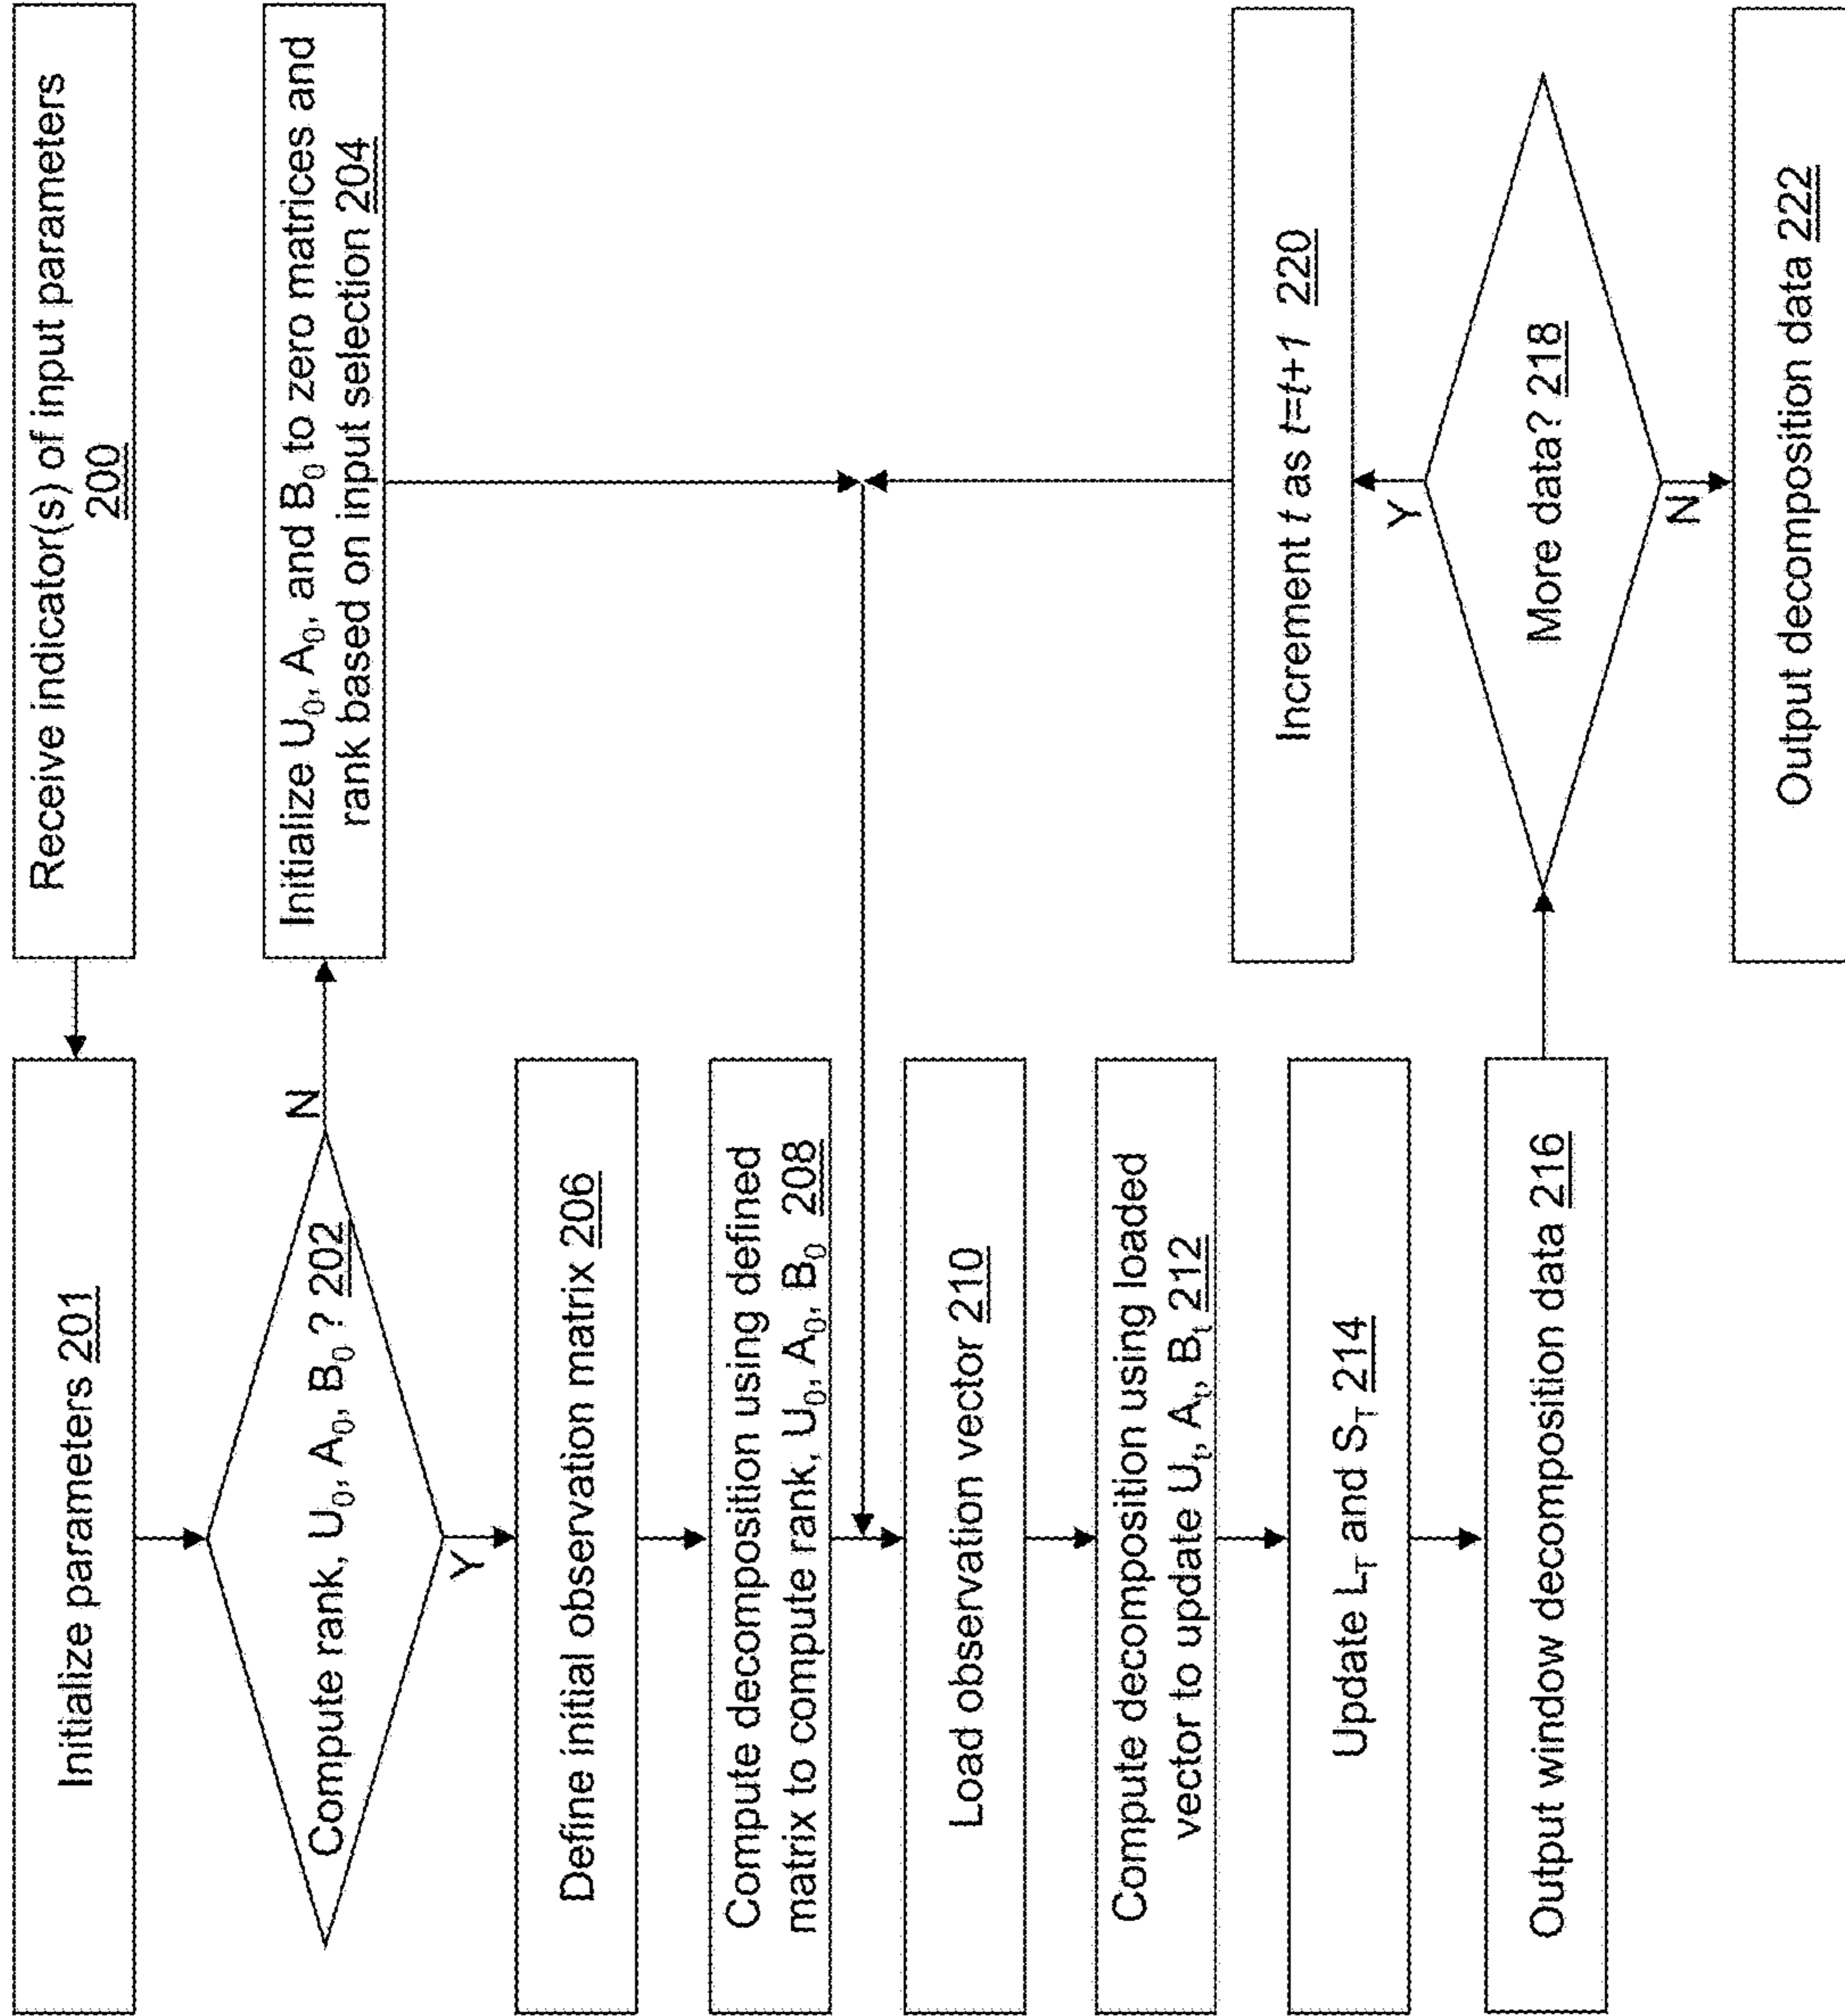 Receive indicator(s) of input parameters
200
Initialize parameters 201
Compute rank, U₀, A₀, B₀ ? 202
N
Y
Initialize U₀, A₀, and B₀ to zero matrices and
rank based on input selection 204
Define initial observation matrix 206
Compute decomposition using defined
matrix to compute rank, U₀, A₀, B₀ 208
Load observation vector 210
Compute decomposition using loaded
vector to update Uₜ, Aₜ, Bₜ 212
Update L_T and S_T 214
Output window decomposition data 216
More data? 218
Y
N
Increment t as t=t+1 220
Output decomposition data 222